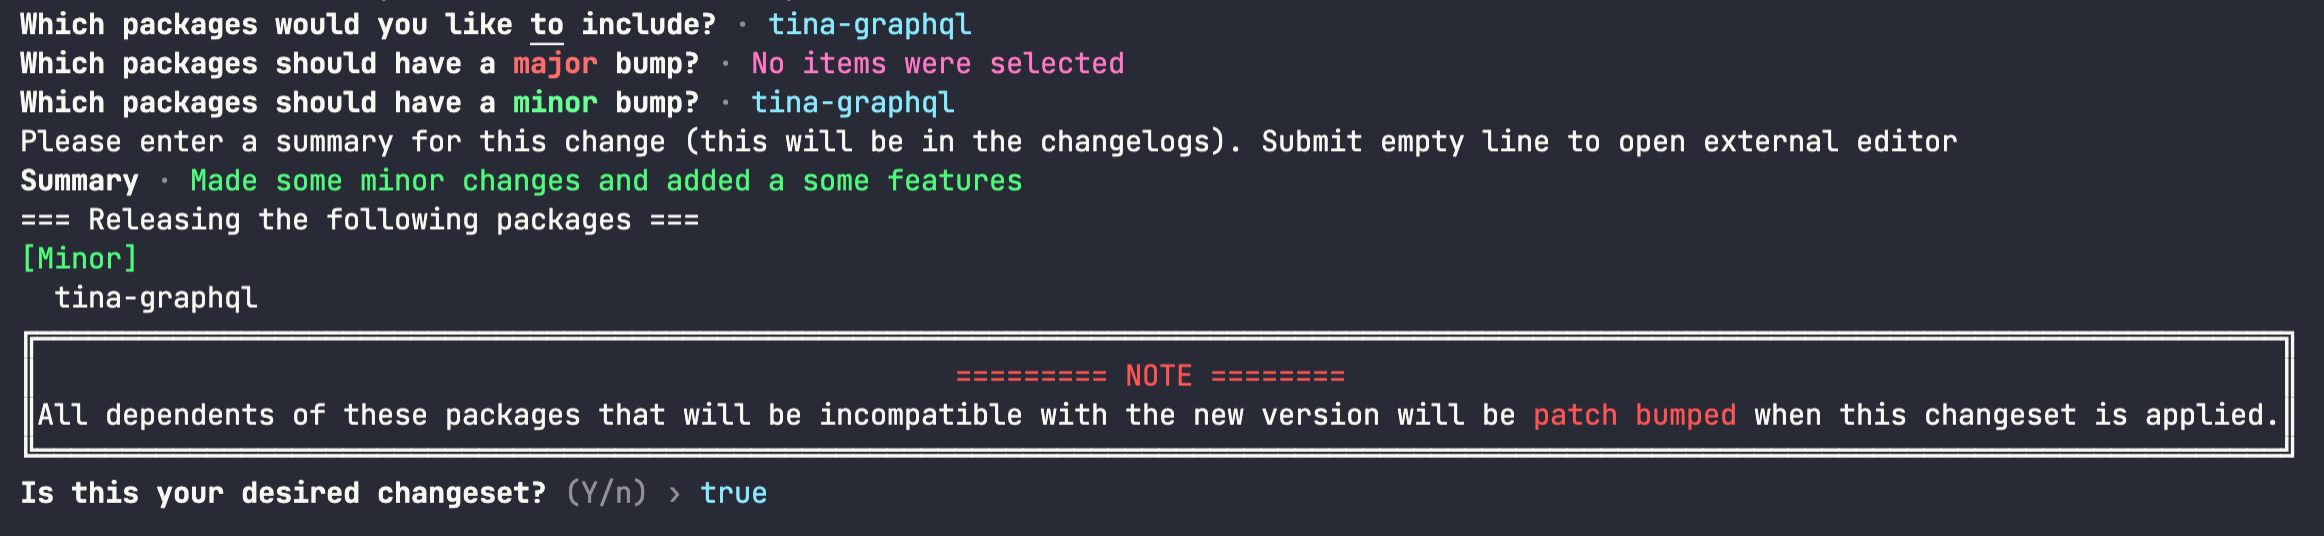 Which packages would you like to include? · tina-graphql
Which packages should have a major bump? · No items were selected
Which packages should have a minor bump? · tina-graphql
Please enter a summary for this change (this will be in the changelogs). Submit empty line to open external editor
Summary · Made some minor changes and added a some features
=== Releasing the following packages ===
[Minor]
  tina-graphql
========= NOTE ========
All dependents of these packages that will be incompatible with the new version will be patch bumped when this changeset is applied.
Is this your desired changeset? (Y/n) › true